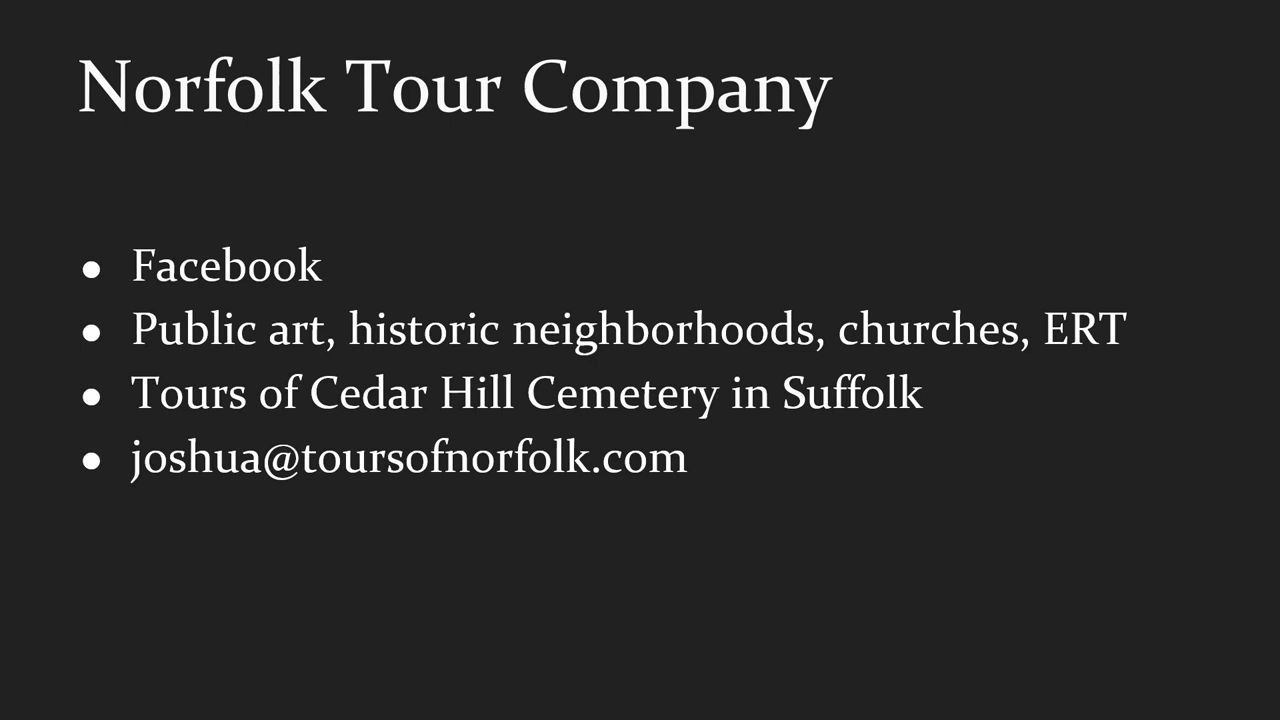 Norfolk Tour Company
● Facebook
● Public art, historic neighborhoods, churches, ERT
● Tours of Cedar Hill Cemetery in Suffolk
● joshua@toursofnorfolk.com